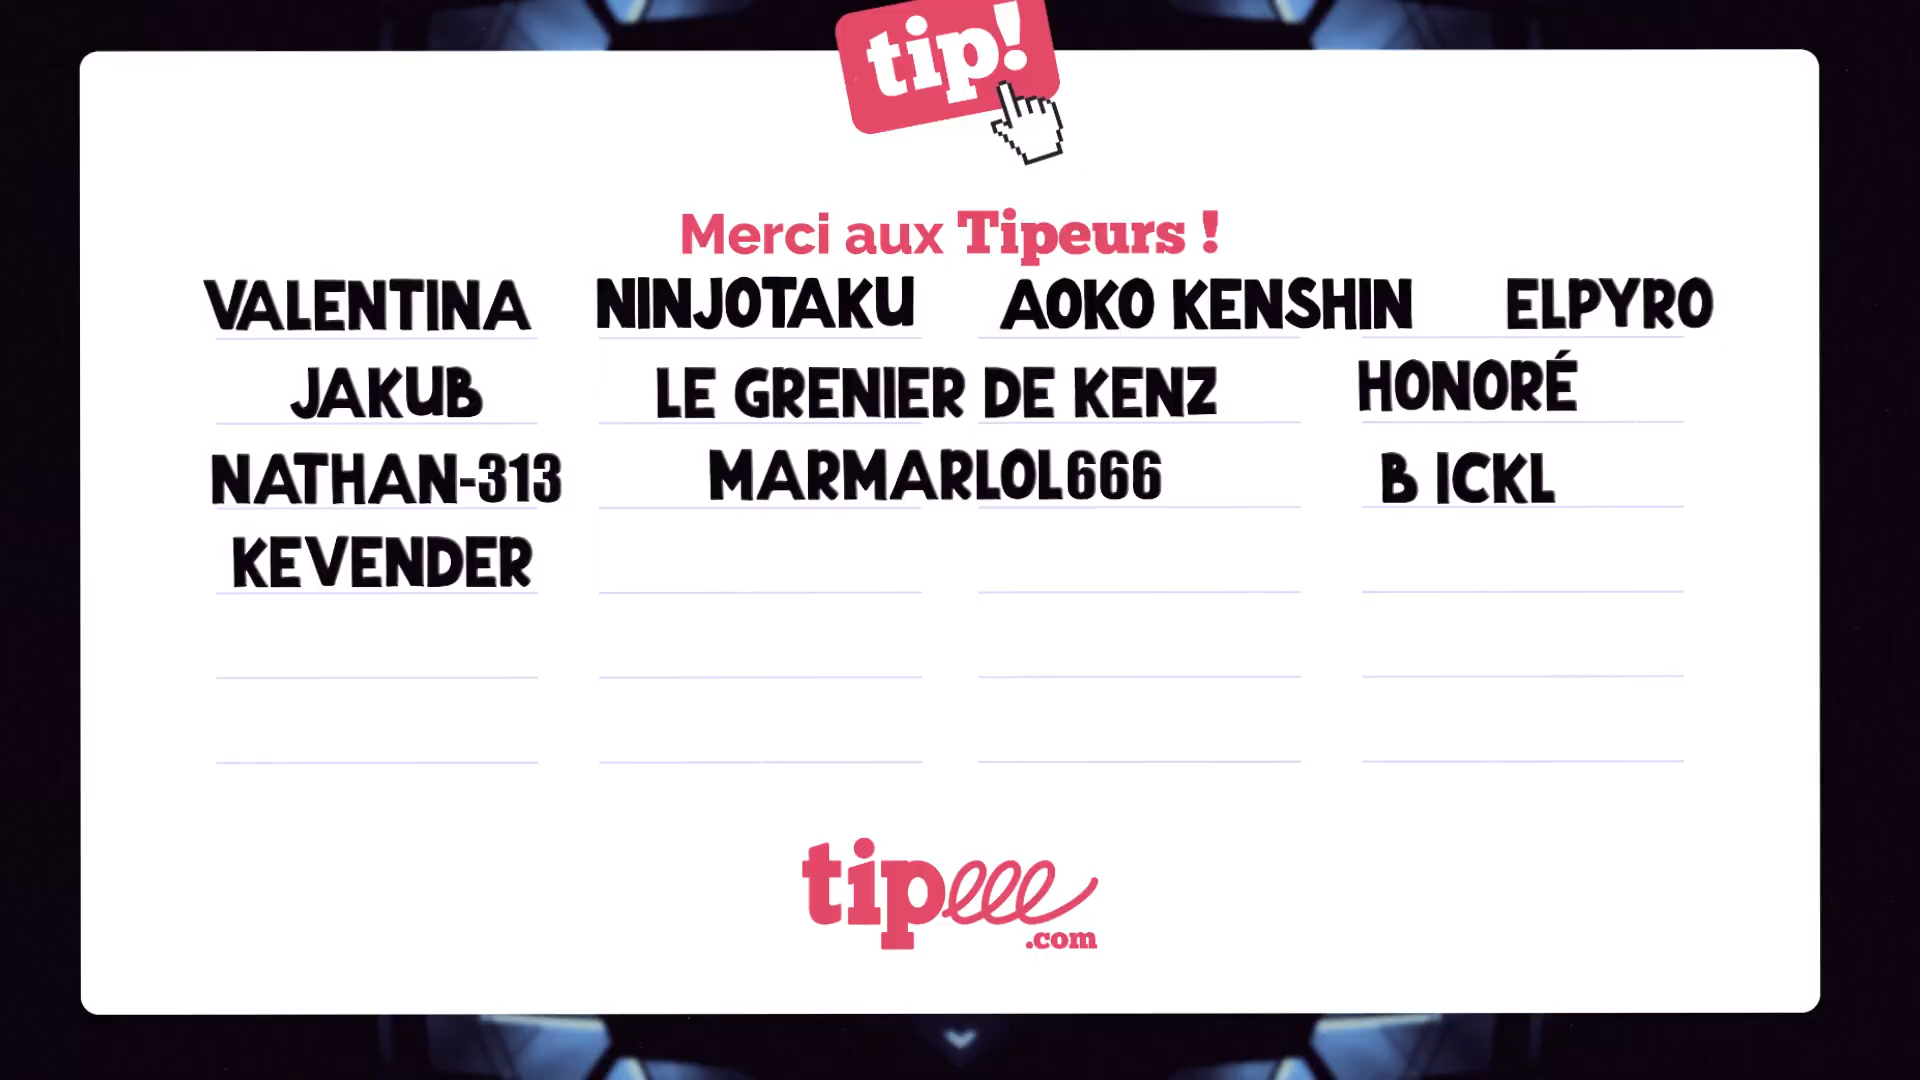 tip!
Merci aux Tipeurs !
VALENTINA NINJOTAKU AOKO KENSHIN ELPYRO
JAKUB LE GRENIER DE KENZ HONORÉ
NATHAN-313 MARMARLOL666 B ICKL
KEVENDER
tipeee
.com